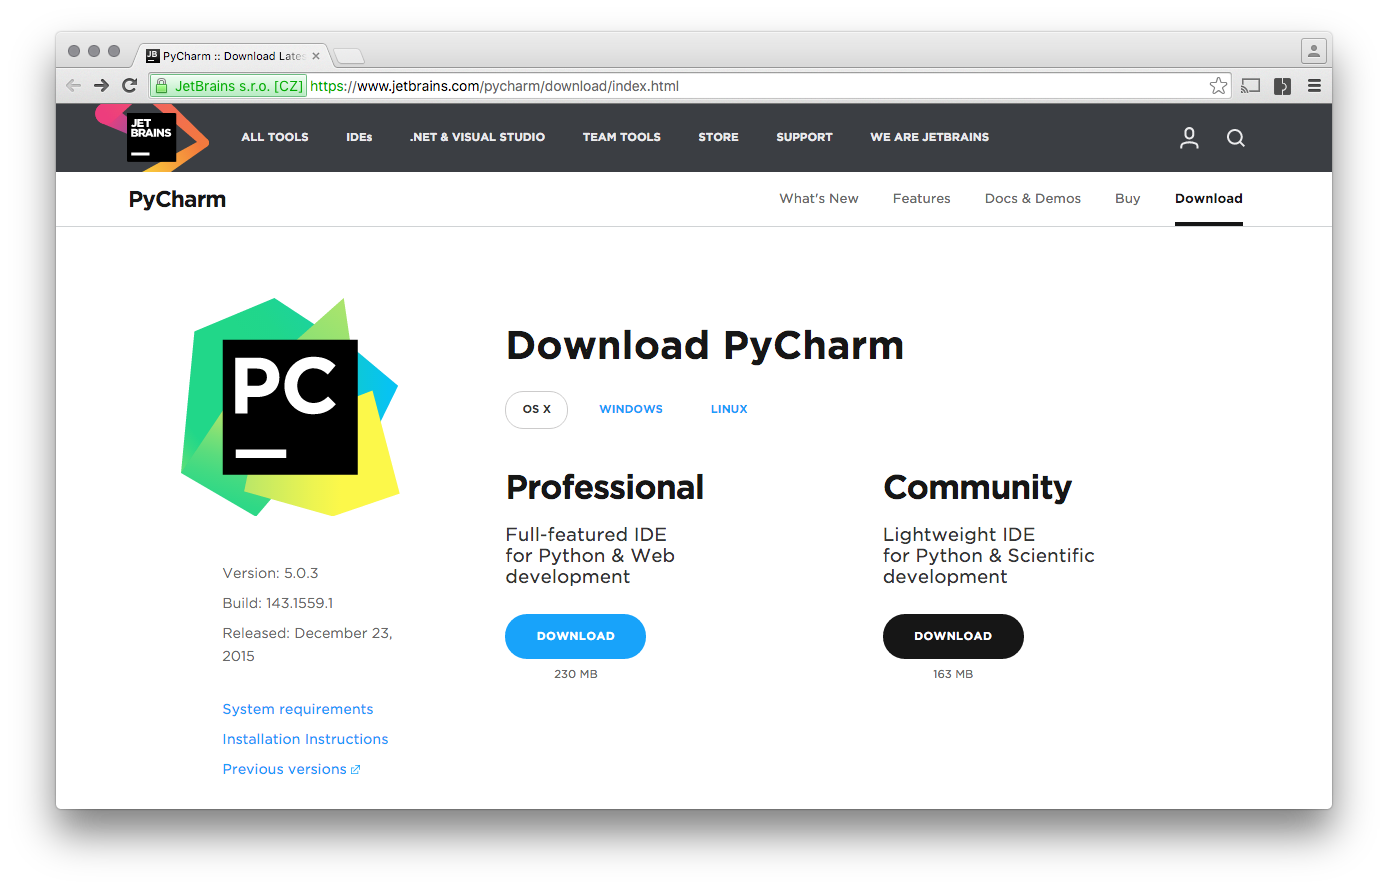 JB PyCharm :: Download Late
JetBrains s.r.o. [CZ] https://www.jetbrains.com/pycharm/download/index.html
JET
BRAINS
ALL TOOLS IDEs .NET & VISUAL STUDIO TEAM TOOLS STORE SUPPORT WE ARE JETBRAINS
PyCharm What's New Features Docs & Demos Buy Download
PC
Download PyCharm
OS X WINDOWS LINUX
Professional
Full-featured IDE
for Python & Web
development
DOWNLOAD
230 MB
Community
Lightweight IDE
for Python & Scientific
development
DOWNLOAD
163 MB
Version: 5.0.3
Build: 143.1559.1
Released: December 23,
2015
System requirements
Installation Instructions
Previous versions